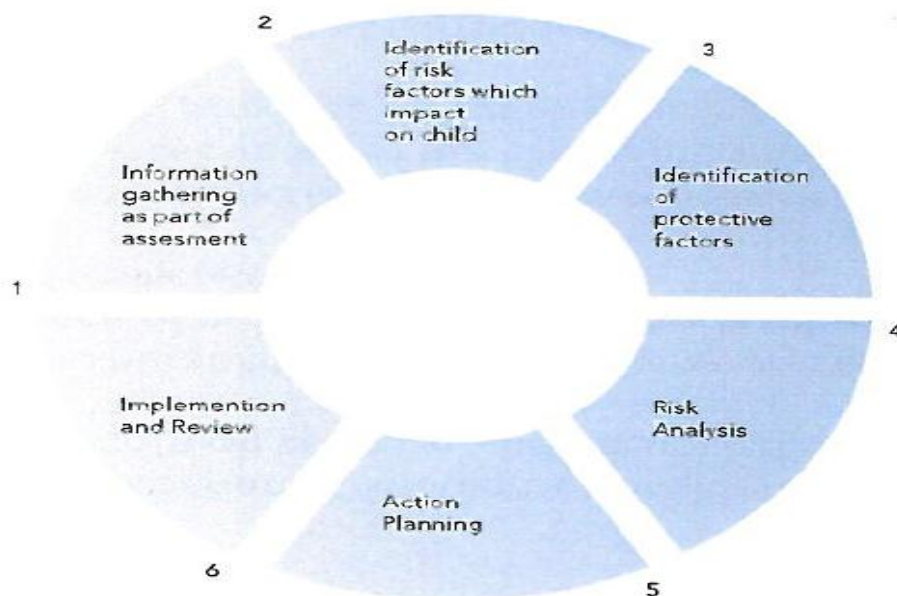 2
Identification
of risk
factors which
impact
on child
3
Information
gathering
as part of
assesment
Identification
of
protective
factors
1
4
Implemention
and Review
Risk
Analysis
Action
Planning
6
5